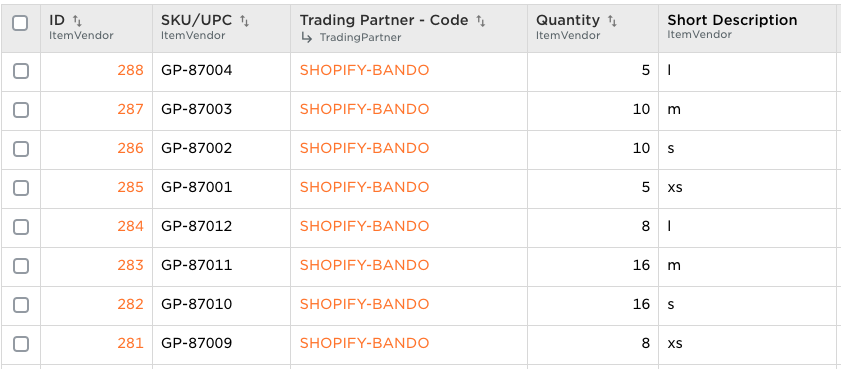 ID SKU/UPC Trading Partner - Code Quantity Short Description
ItemVendor ItemVendor TradingPartner ItemVendor ItemVendor
288 GP-87004 SHOPIFY-BANDO 5 l
287 GP-87003 SHOPIFY-BANDO 10 m
286 GP-87002 SHOPIFY-BANDO 10 s
285 GP-87001 SHOPIFY-BANDO 5 xs
284 GP-87012 SHOPIFY-BANDO 8 l
283 GP-87011 SHOPIFY-BANDO 16 m
282 GP-87010 SHOPIFY-BANDO 16 s
281 GP-87009 SHOPIFY-BANDO 8 xs